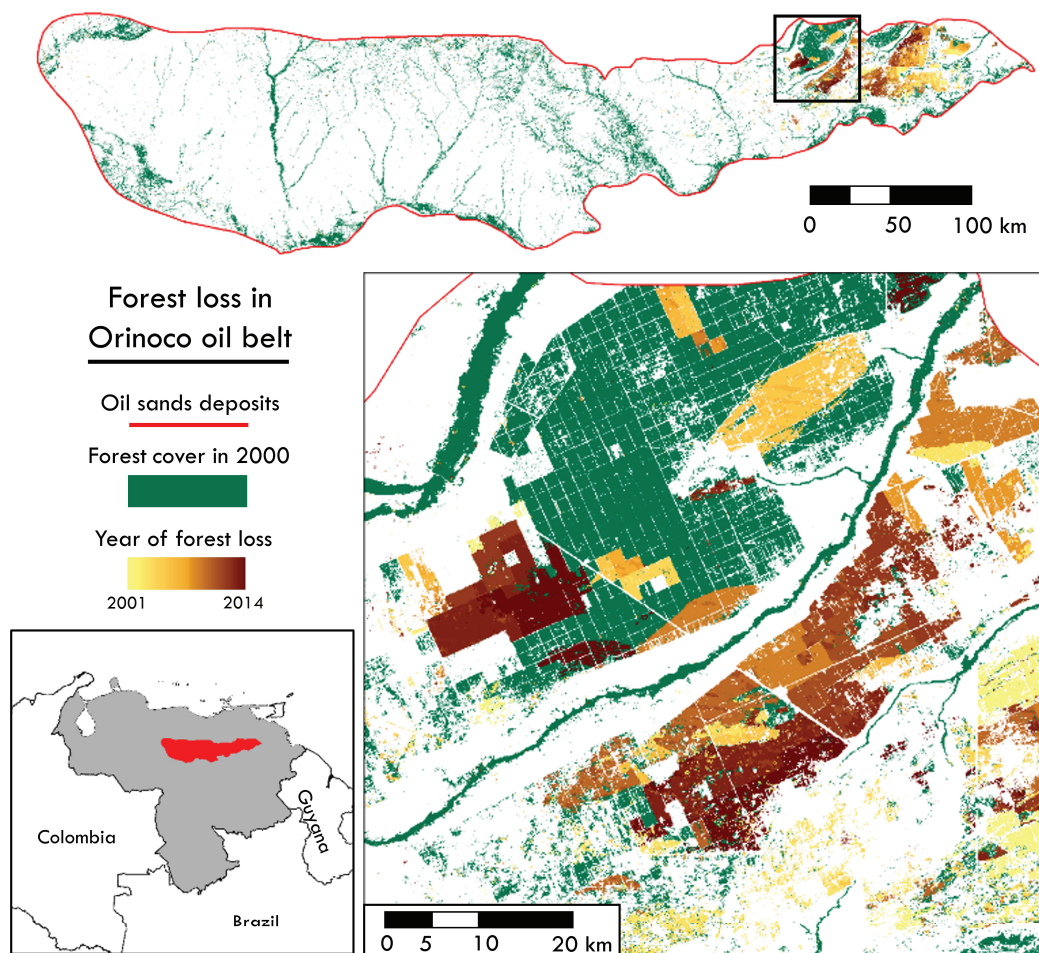 0 50 100 km
Forest loss in
Orinoco oil belt
Oil sands deposits
Forest cover in 2000
Year of forest loss
2001 2014
Colombia
Guyana
Brazil
0 5 10 20 km